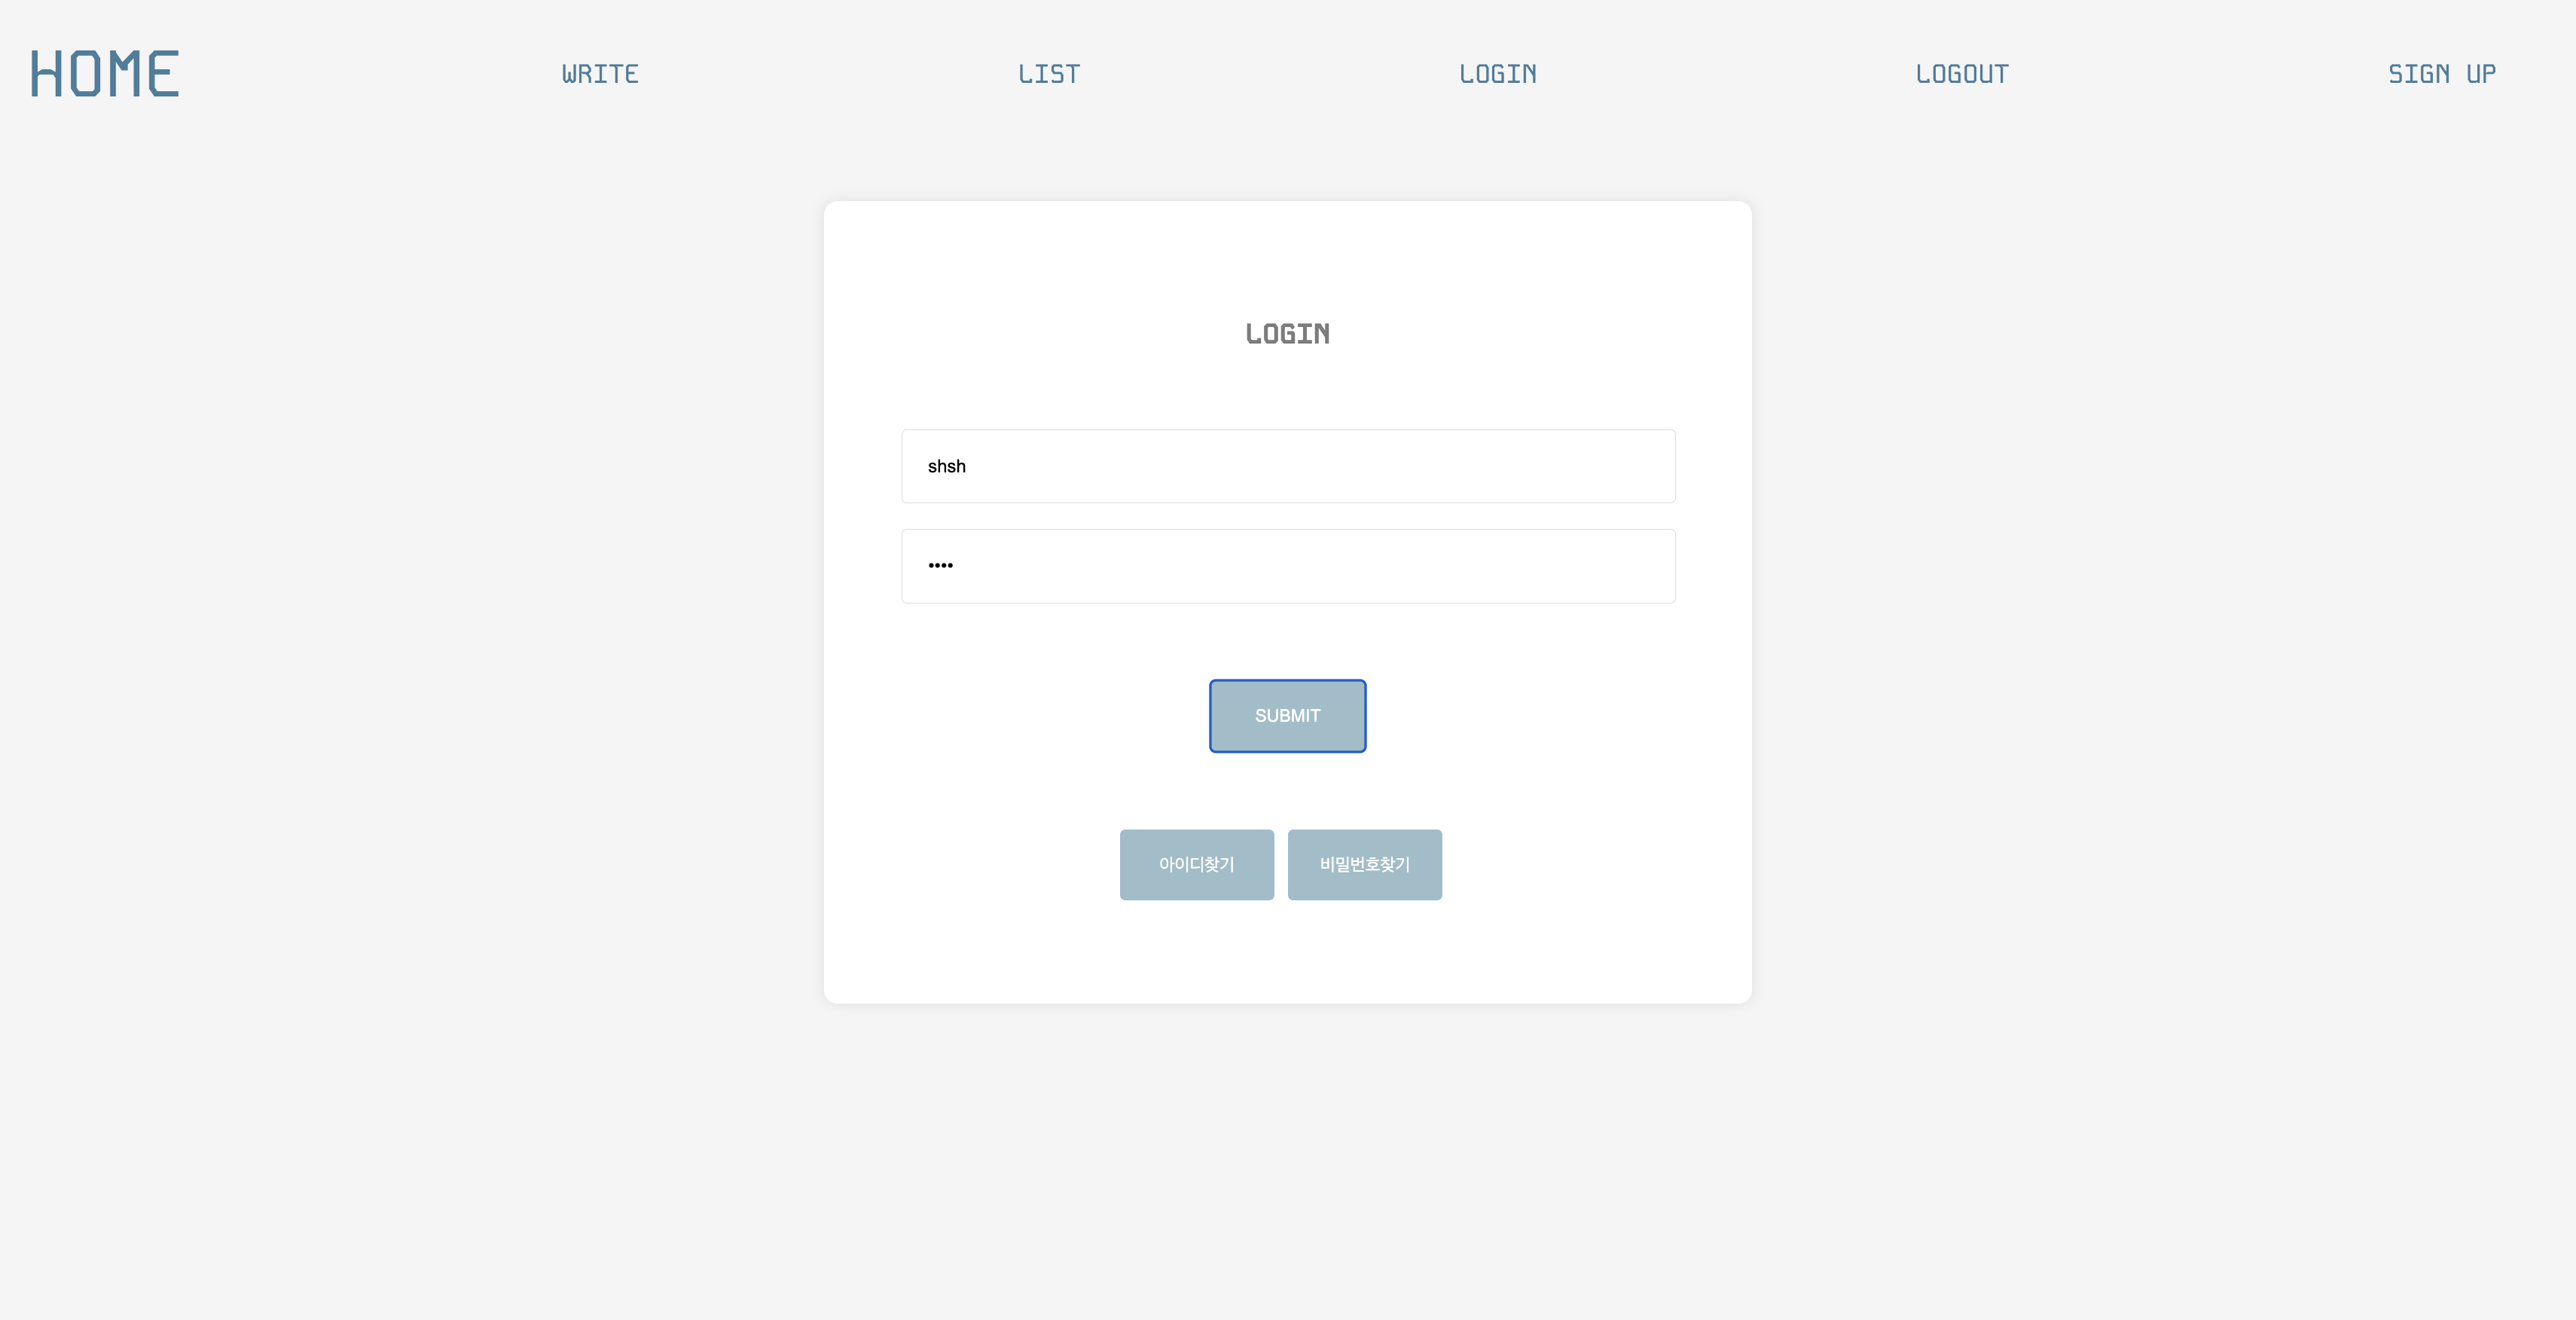 HOME WRITE LIST LOGIN LOGOUT SIGN UP
LOGIN
shsh
••••
SUBMIT
아이디찾기 비밀번호찾기